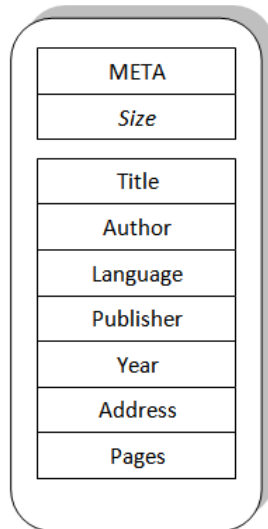 META
Size
Title
Author
Language
Publisher
Year
Address
Pages